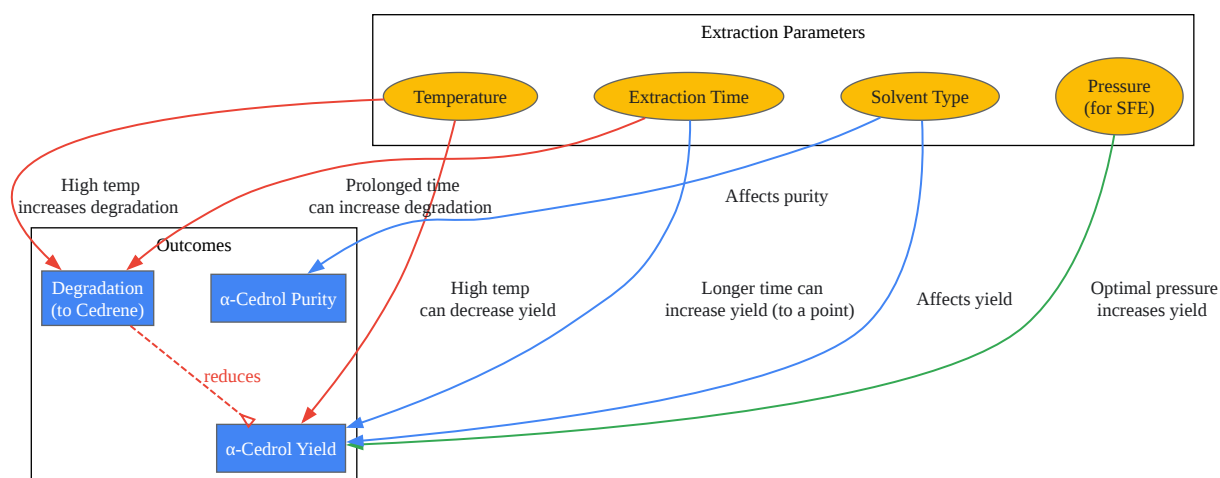 Extraction Parameters
Temperature
Extraction Time
Solvent Type
Pressure
(for SFE)
High temp
increases degradation
Prolonged time
can increase degradation
Affects purity
Outcomes
Degradation
(to Cedrene)
α-Cedrol Purity
High temp
can decrease yield
Longer time can
increase yield (to a point)
Affects yield
Optimal pressure
increases yield
reduces
α-Cedrol Yield